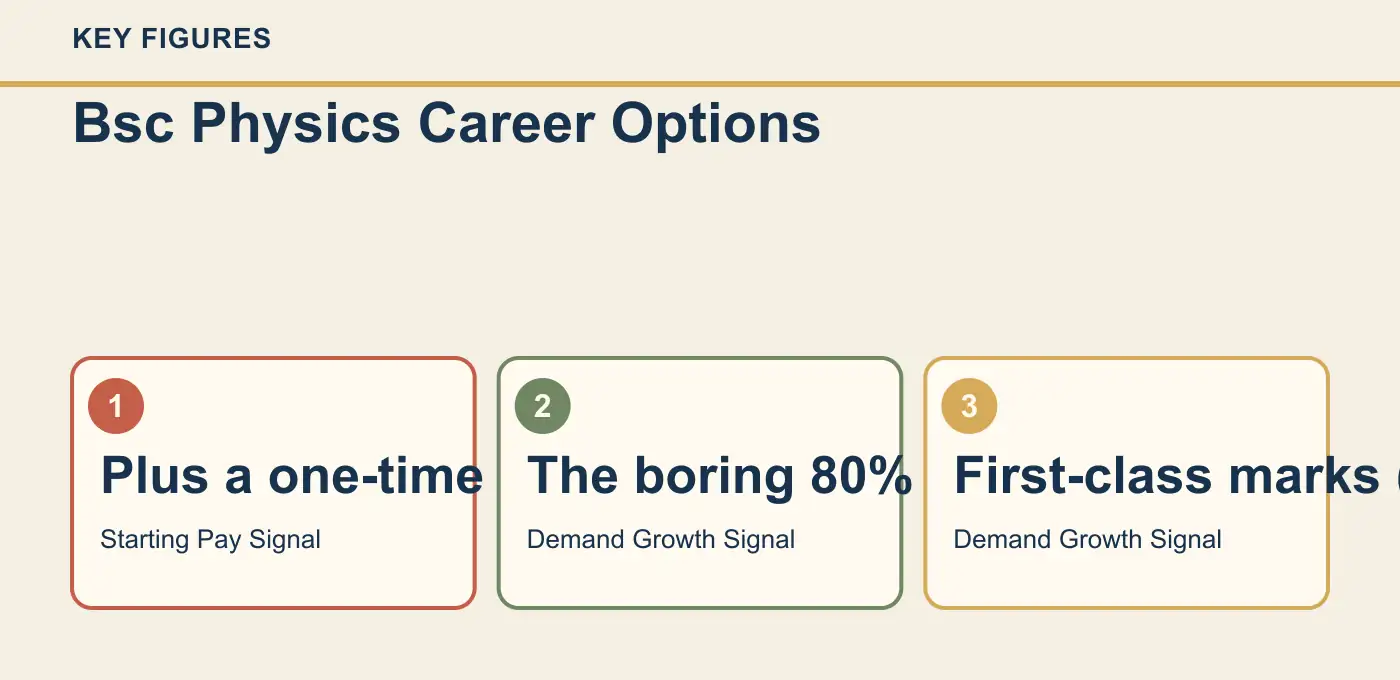 KEY FIGURES
Bsc Physics Career Options
1
Plus a one-time
Starting Pay Signal
2
The boring 80%
Demand Growth Signal
3
First-class marks (
Demand Growth Signal